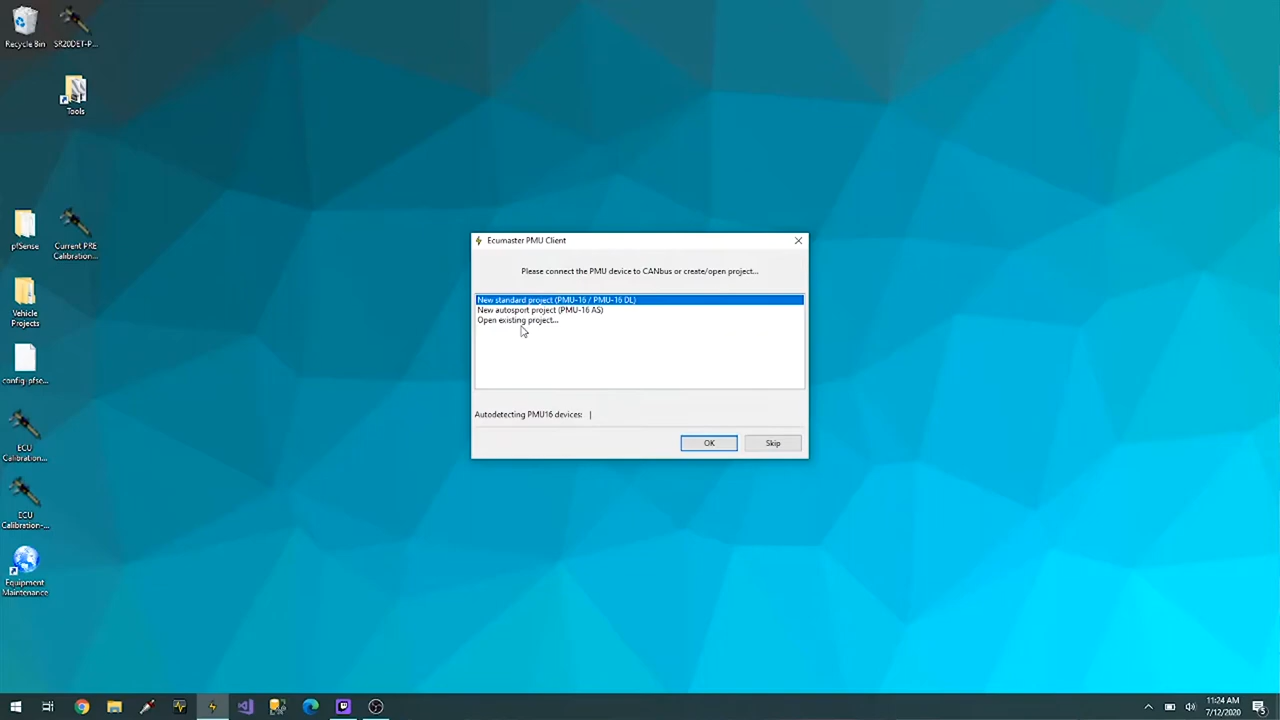 Recycle Bin
SR20DET-P...
Tools
pfSense
Current PRE
Calibration...
Vehicle
Projects
config-pfse...
ECU
Calibration...
ECU
Calibration-...
Equipment
Maintenance
Ecumaster PMU Client
Please connect the PMU device to CANbus or create/open project...
New standard project (PMU-16 / PMU-16 DL)
New autosport project (PMU-16 AS)
Open existing project...
Autodetecting PMU16 devices: |
OK
Skip
11:24 AM
7/12/2020